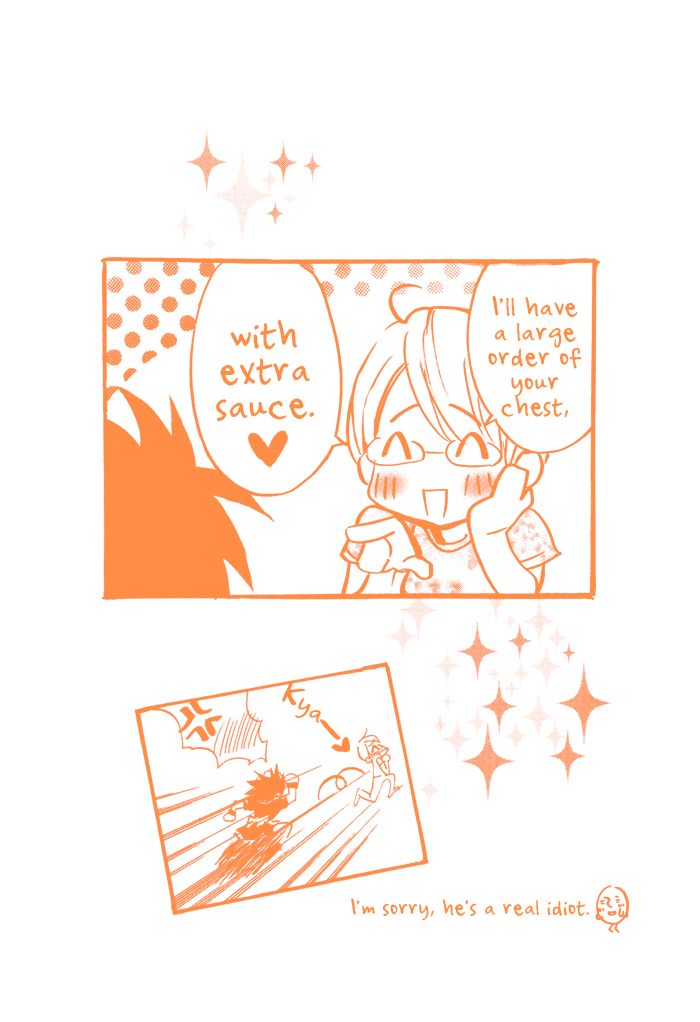 I'll have
a large
order of
your
chest,
with
extra
sauce.
Kya
I'm sorry, he's a real idiot.